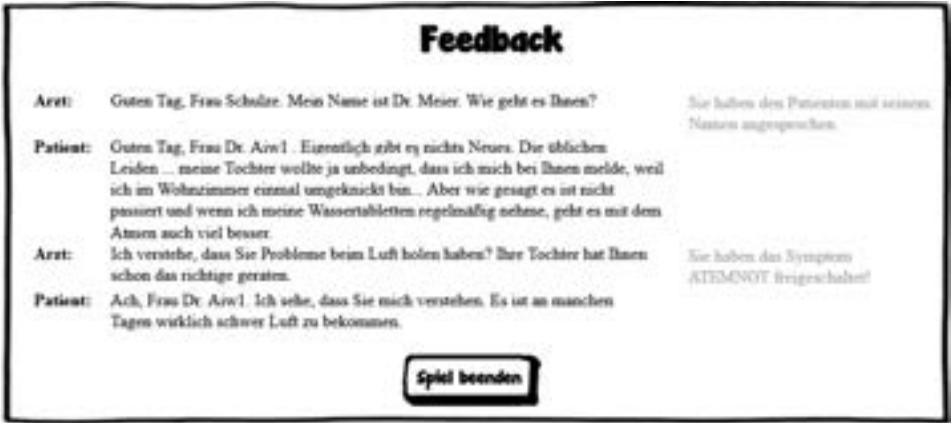 Feedback
Arzt: Guten Tag, Frau Schulze. Mein Name ist Dr. Meier. Wie geht es Ihnen?
Sie haben den Patienten mit seinem
Namen angesprochen.
Patient: Guten Tag, Frau Dr. Aiw1 . Eigentlich gibt es nichts Neues. Die üblichen
Leiden ... meine Tochter wollte ja unbedingt, dass ich mich bei Ihnen melde, weil
ich im Wohnzimmer einmal umgeknickt bin... Aber wie gesagt es ist nicht
passiert und wenn ich meine Wassertabletten regelmäßig nehme, geht es mit dem
Atmen auch viel besser.
Arzt: Ich verstehe, dass Sie Probleme beim Luft holen haben? Ihre Tochter hat Ihnen
schon das richtige geraten.
Sie haben das Symptom
ATEMNOT freigeschaltet!
Patient: Ach, Frau Dr. Aiw1. Ich sehe, dass Sie mich verstehen. Es ist an manchen
Tagen wirklich schwer Luft zu bekommen.
Spiel beenden